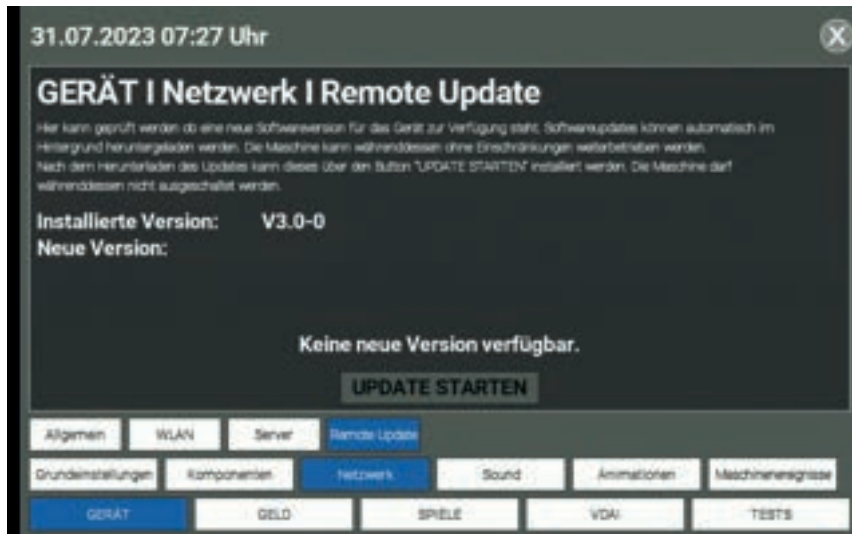 31.07.2023 07:27 Uhr
X
GERÄT I Netzwerk I Remote Update
Hier kann geprüft werden ob eine neue Softwareversion für das Gerät zur Verfügung steht. Softwareupdates können automatisch im
Hintergrund heruntergeladen werden. Die Maschine kann währenddessen ohne Einschränkungen weiterbetrieben werden.
Nach dem Herunterladen des Updates kann dieses über den Button "UPDATE STARTEN" installiert werden. Die Maschine darf
währenddessen nicht ausgeschaltet werden.
Installierte Version: V3.0-0
Neue Version:
Keine neue Version verfügbar.
UPDATE STARTEN
Allgemein WLAN Server Remote Update
Grundeinstellungen Komponenten Netzwerk Sound Animationen Maschinenereignisse
GERÄT GELD SPIELE VDAI TESTS